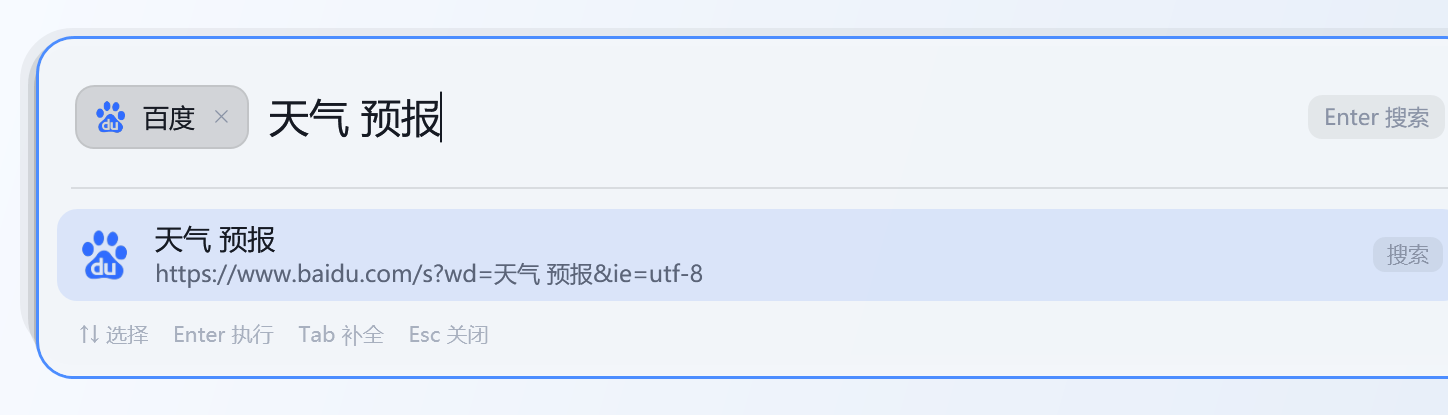 du 百度 × 天气 预报 Enter 搜索
du 天气 预报
https://www.baidu.com/s?wd=天气 预报&ie=utf-8 搜索
↑↓ 选择 Enter 执行 Tab 补全 Esc 关闭